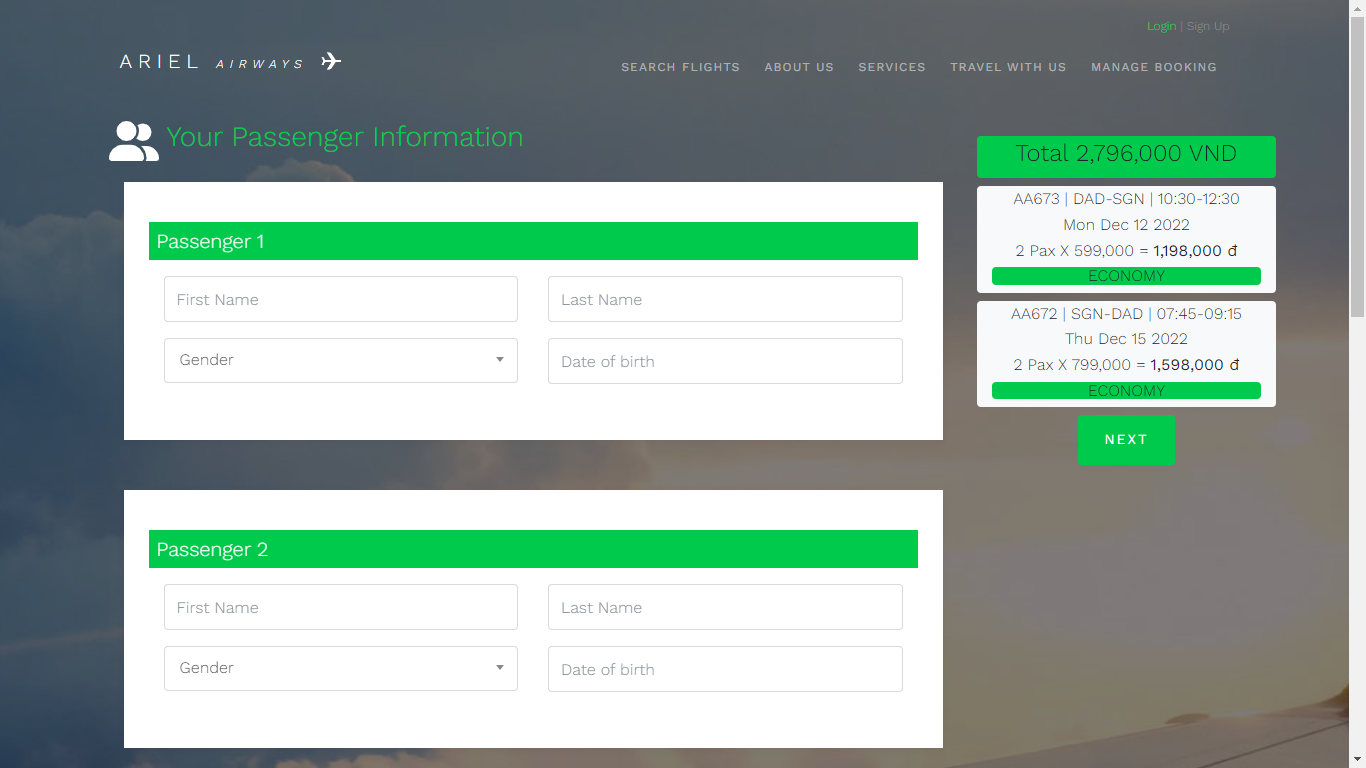 Login | Sign Up
ARIEL AIRWAYS
SEARCH FLIGHTS ABOUT US SERVICES TRAVEL WITH US MANAGE BOOKING
Your Passenger Information
Passenger 1
First Name Last Name
Gender Date of birth
Passenger 2
First Name Last Name
Gender Date of birth
Total 2,796,000 VND
AA673 | DAD-SGN | 10:30-12:30
Mon Dec 12 2022
2 Pax X 599,000 = 1,198,000 đ
ECONOMY
AA672 | SGN-DAD | 07:45-09:15
Thu Dec 15 2022
2 Pax X 799,000 = 1,598,000 đ
ECONOMY
NEXT